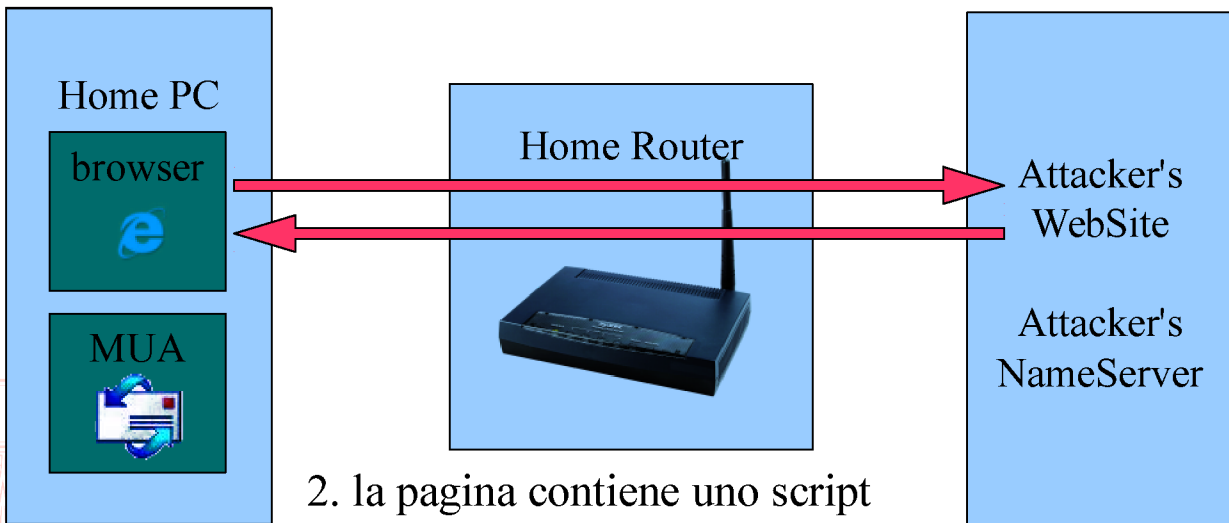 Home PC
browser
MUA
Home Router
Attacker's
WebSite
Attacker's
NameServer
2. la pagina contiene uno script